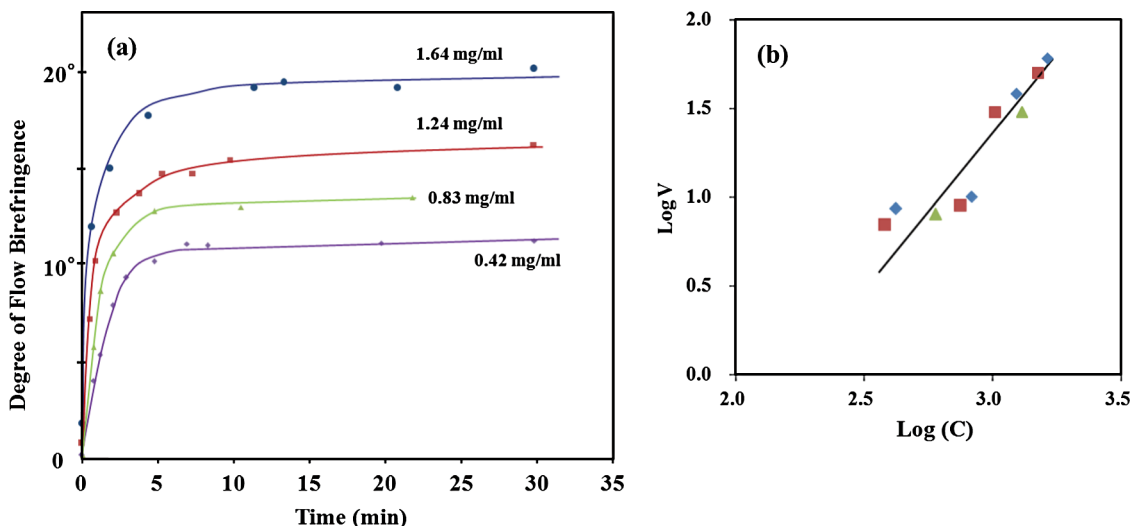 (a)
1.64 mg/ml
1.24 mg/ml
0.83 mg/ml
0.42 mg/ml
20°
10°
0
Degree of Flow Birefringence
0 5 10 15 20 25 30 35
Time (min)
(b)
2.0
1.5
1.0
0.5
0.0
Log V
2.0 2.5 3.0 3.5
Log (C)